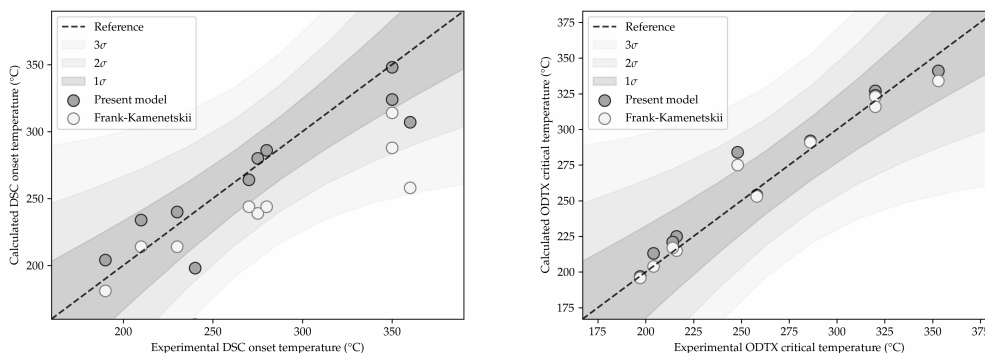 Reference
3σ
2σ
1σ
Present model
Frank-Kamenetskii
Calculated DSC onset temperature (°C)
350
300
250
200
200
250
300
350
Experimental DSC onset temperature (°C)
Reference
3σ
2σ
1σ
Present model
Frank-Kamenetskii
Calculated ODTX critical temperature (°C)
375
350
325
300
275
250
225
200
175
175
200
225
250
275
300
325
350
375
Experimental ODTX critical temperature (°C)